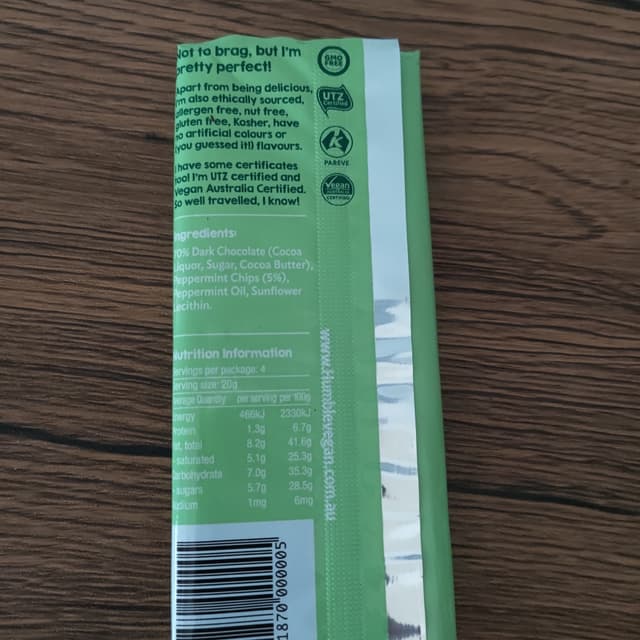 Not to brag, but I'm
pretty perfect!
Apart from being delicious,
I'm also ethically sourced,
allergen free, nut free,
gluten free, Kosher, have
no artificial colours or
(you guessed it!) flavours.
I have some certificates
too! I'm UTZ certified and
Vegan Australia Certified.
So well travelled, I know!
GMO
FREE
UTZ
Certified
K
PAREVE
Vegan
CERTIFIED
Ingredients:
70% Dark Chocolate (Cocoa
Liquor, Sugar, Cocoa Butter),
Peppermint Chips (5%),
Peppermint Oil, Sunflower
Lecithin.
Nutrition Information
Servings per package: 4
Serving size: 20g
Average Quantity per serving per 100g
Energy 466kJ 2330kJ
Protein 1.3g 6.7g
Fat, total 8.2g 41.6g
saturated 5.1g 25.3g
Carbohydrate 7.0g 35.3g
sugars 5.7g 28.5g
Sodium 1mg 6mg
www.humblevegan.com.au
1870 000005